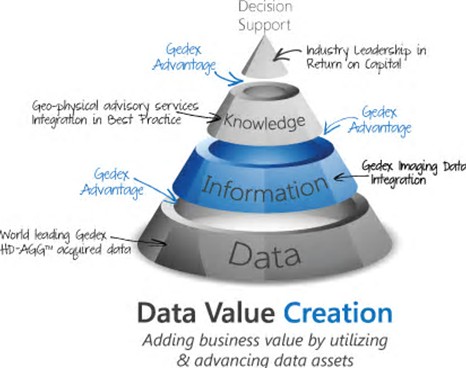 Decision
Support
Gedex
Advantage
Industry Leadership in
Return on Capital
Geo-physical advisory services
Integration in Best Practice
Knowledge
Gedex
Advantage
Gedex
Advantage
Information
Gedex Imaging Data
Integration
World leading Gedex
HD-AGG™ acquired data
Data
Data Value Creation
Adding business value by utilizing
& advancing data assets